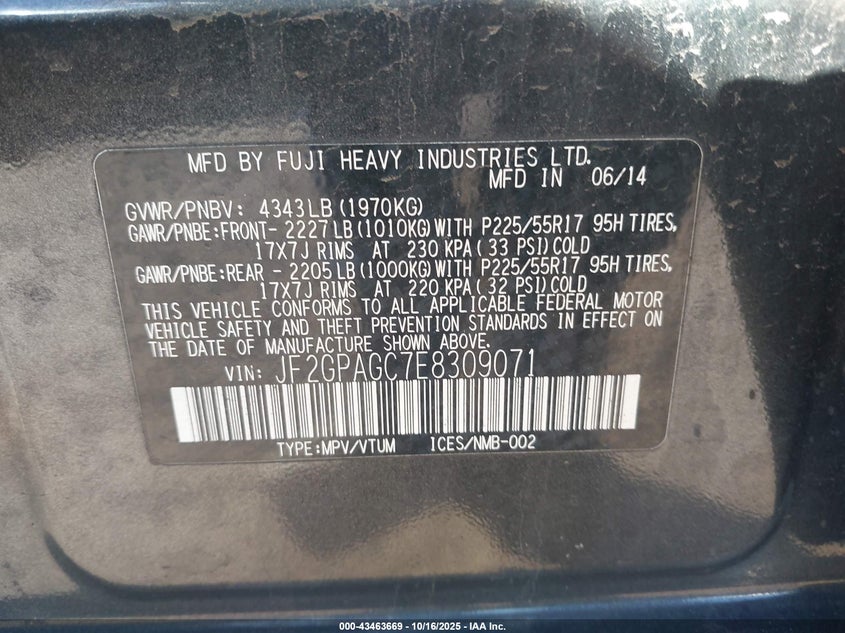 MFD BY FUJI HEAVY INDUSTRIES LTD.
MFD IN 06/14
GVWR/PNBV: 4343LB (1970KG)
GAWR/PNBE:FRONT- 2227LB (1010KG) WITH P225/55R17 95H TIRES,
17X7J RIMS AT 230 KPA ( 33 PSI) COLD
GAWR/PNBE:REAR - 2205LB (1000KG) WITH P225/55R17 95H TIRES,
17X7J RIMS AT 220 KPA ( 32 PSI) COLD
THIS VEHICLE CONFORMS TO ALL APPLICABLE FEDERAL MOTOR
VEHICLE SAFETY AND THEFT PREVENTION STANDARDS IN EFFECT ON
THE DATE OF MANUFACTURE SHOWN ABOVE.
VIN: JF2GPAGC7E8309071
TYPE:MPV/VTUM ICES/NMB-002
000-43463669 - 10/16/2025 - IAA Inc.